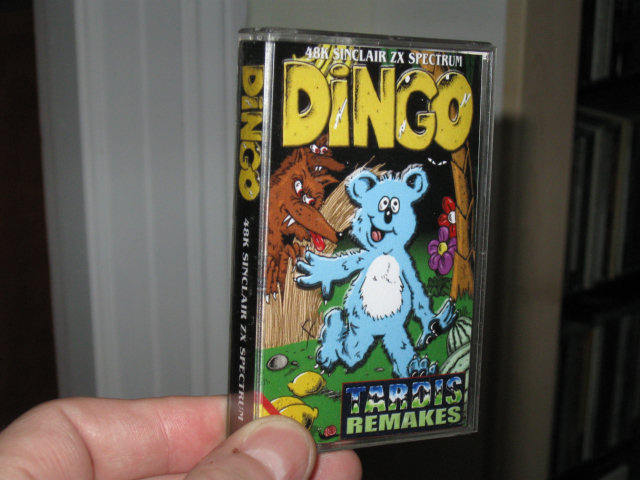 48K SINCLAIR ZX SPECTRUM
DiNGO
TARDIS
REMAKES
DiNGO
48K SINCLAIR ZX SPECTRUM